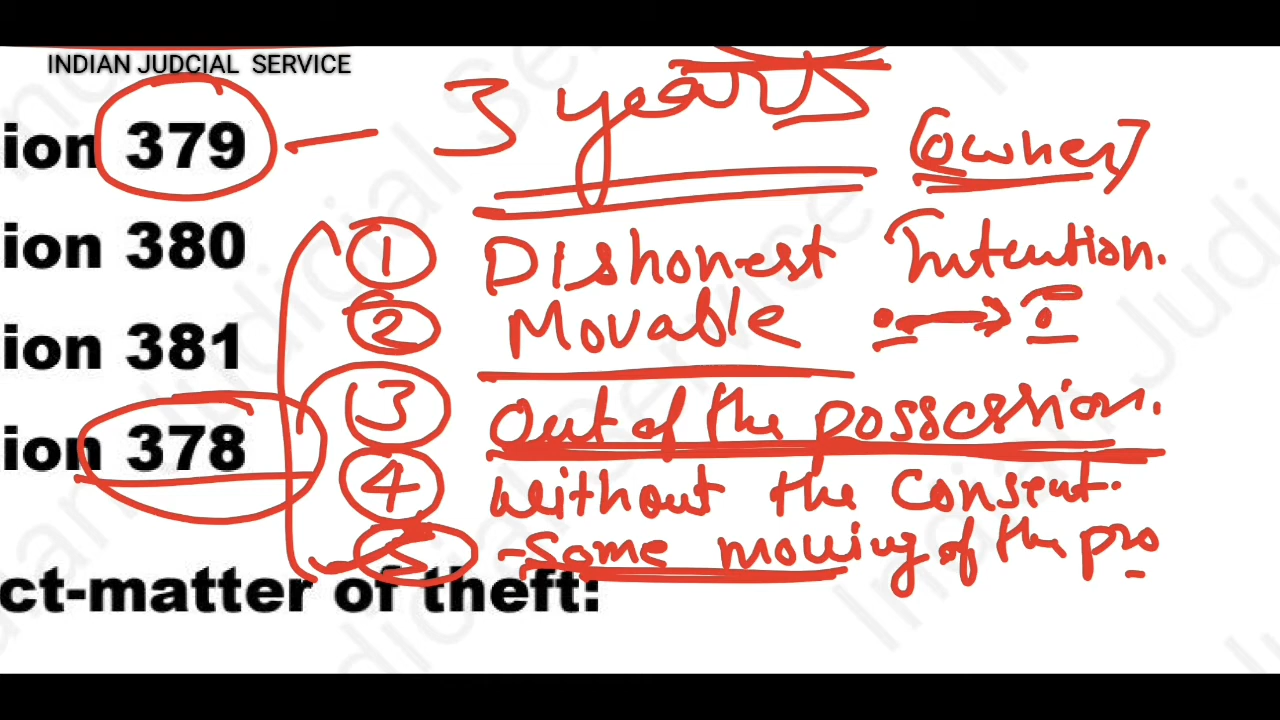 INDIAN JUDCIAL SERVICE
ion 379 — 3 years
[owner]
ion 380
① Dishonest Intention.
② Movable
ion 381
③ Out of the possession.
ion 378
④ without the Consent.
⑤ - Some moving of the pro
ct-matter of theft: